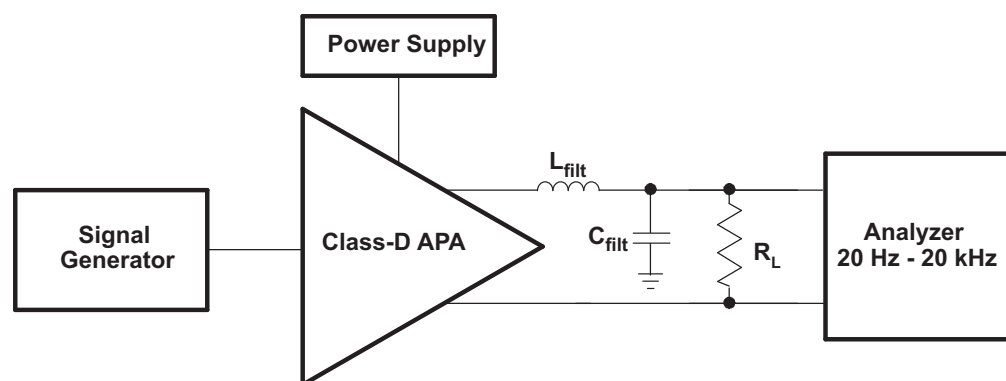 Power Supply
L_filt
Signal
Generator
Class-D APA
C_filt
R_L
Analyzer
20 Hz - 20 kHz